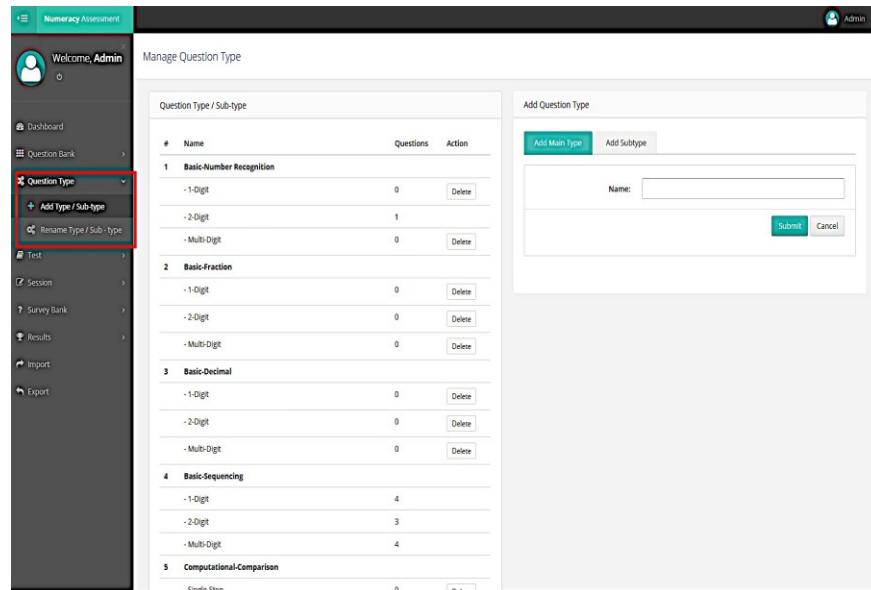 Numeracy Assessment
Admin
Welcome, Admin
Dashboard
Question Bank
Question Type
Add Type / Sub-type
Rename Type / Sub - type
Test
Session
Survey Bank
Results
Import
Export
Manage Question Type
Question Type / Sub-type
# Name Questions Action
1 Basic-Number Recognition
- 1-Digit 0 Delete
- 2-Digit 1
- Multi-Digit 0 Delete
2 Basic-Fraction
- 1-Digit 0 Delete
- 2-Digit 0 Delete
- Multi-Digit 0 Delete
3 Basic-Decimal
- 1-Digit 0 Delete
- 2-Digit 0 Delete
- Multi-Digit 0 Delete
4 Basic-Sequencing
- 1-Digit 4
- 2-Digit 3
- Multi-Digit 4
5 Computational-Comparison
Add Question Type
Add Main Type Add Subtype
Name:
Submit Cancel